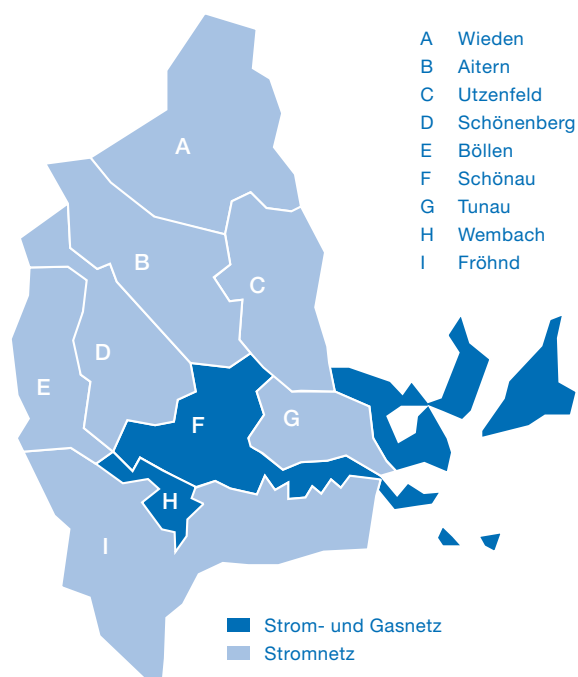 A Wieden
B Aitern
C Utzenfeld
D Schönenberg
E Böllen
F Schönau
G Tunau
H Wembach
I Fröhnd
A
B
C
D
E
F
G
H
I
Strom- und Gasnetz
Stromnetz